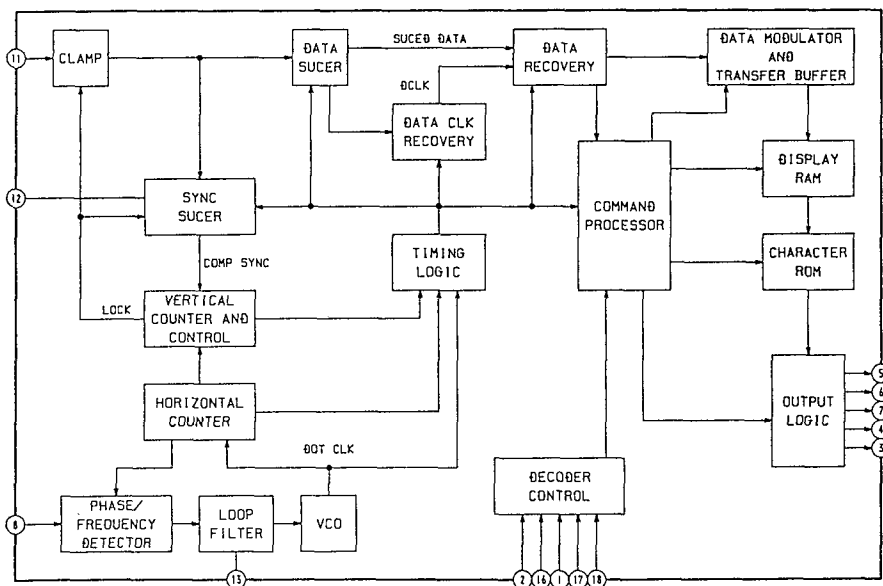 11
CLAMP
DATA
SUCER
SUCED DATA
DATA
RECOVERY
DATA MODULATOR
AND
TRANSFER BUFFER
DCLK
DATA CLK
RECOVERY
12
SYNC
SUCER
COMMAND
PROCESSOR
DISPLAY
RAM
COMP SYNC
TIMING
LOGIC
CHARACTER
ROM
LOCK
VERTICAL
COUNTER AND
CONTROL
HORIZONTAL
COUNTER
DOT CLK
OUTPUT
LOGIC
5
6
7
4
3
DECODER
CONTROL
8
PHASE/
FREQUENCY
DETECTOR
LOOP
FILTER
VCO
13
2
16
1
17
18